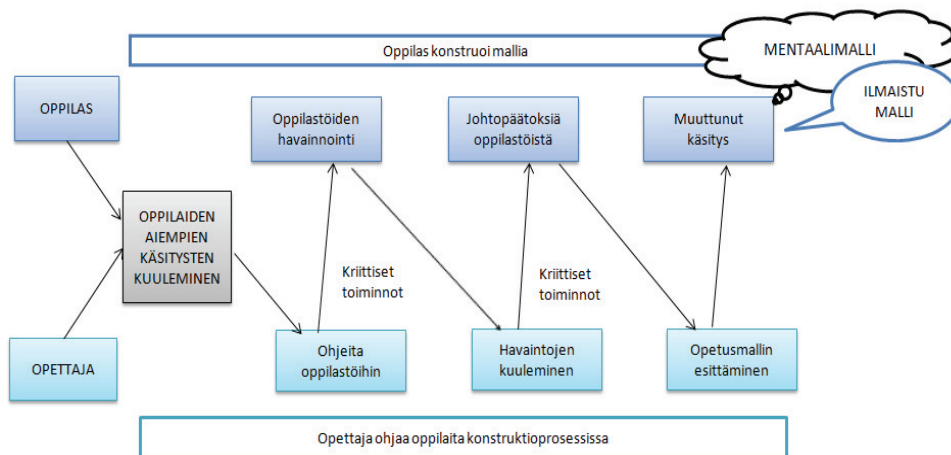 Oppilas konstruoi mallia
MENTAALIMALLI
ILMAISTU
MALLI
OPPILAS
Oppilastöiden
havainnointi
Johtopäätoksiä
oppilastöistä
Muuttunut
käsitys
OPPILAIDEN
AIEMPIEN
KÄSITYSTEN
KUULEMINEN
Kriittiset
toiminnot
Kriittiset
toiminnot
OPETTAJA
Ohjeita
oppilastöihin
Havaintojen
kuuleminen
Opetusmallin
esittäminen
Opettaja ohjaa oppilaita konstruktioprosessissa